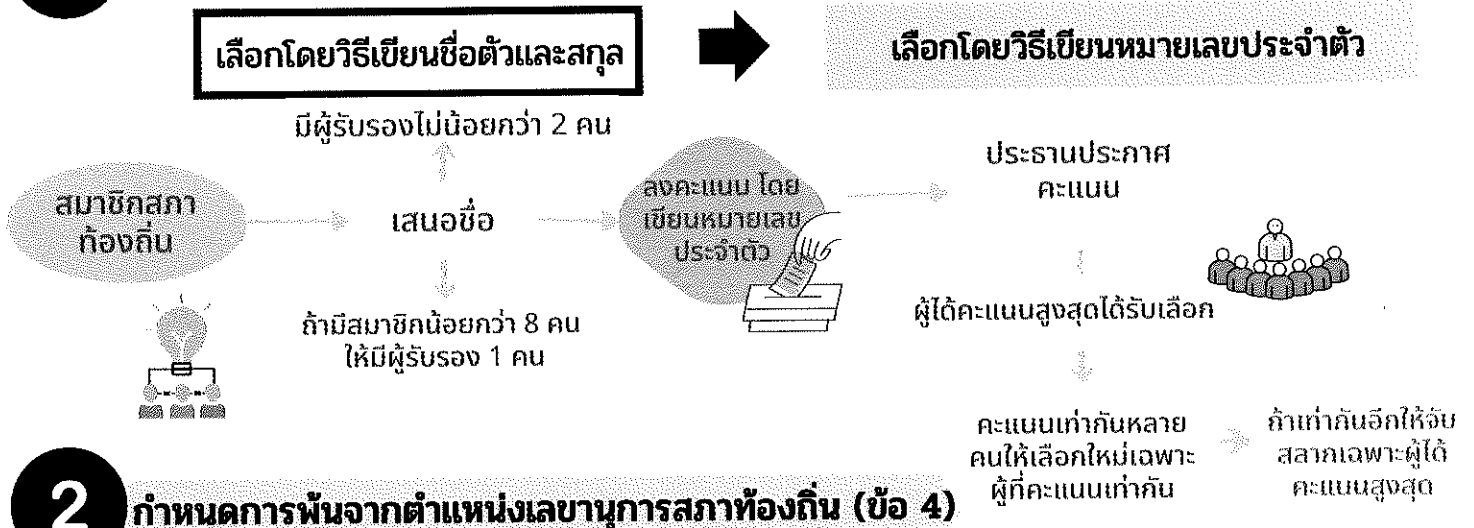 เลือกโดยวิธีเขียนชื่อตัวและสกุล
เลือกโดยวิธีเขียนหมายเลขประจำตัว
มีผู้รับรองไม่น้อยกว่า 2 คน
สมาชิกสภา
ท้องถิ่น
เสนอชื่อ
ถ้ามีสมาชิกน้อยกว่า 8 คน
ให้มีผู้รับรอง 1 คน
ลงคะแนน โดย
เขียนหมายเลข
ประจำตัว
ประธานประกาศ
คะแนน
ผู้ได้คะแนนสูงสุดได้รับเลือก
คะแนนเท่ากันหลาย
คนให้เลือกใหม่เฉพาะ
ผู้ที่คะแนนเท่ากัน
ถ้าเท่ากันอีกให้จับ
สลากเฉพาะผู้ได้
คะแนนสูงสุด
2
กำหนดการพ้นจากตำแหน่งเลขานุการสภาท้องถิ่น (ข้อ 4)